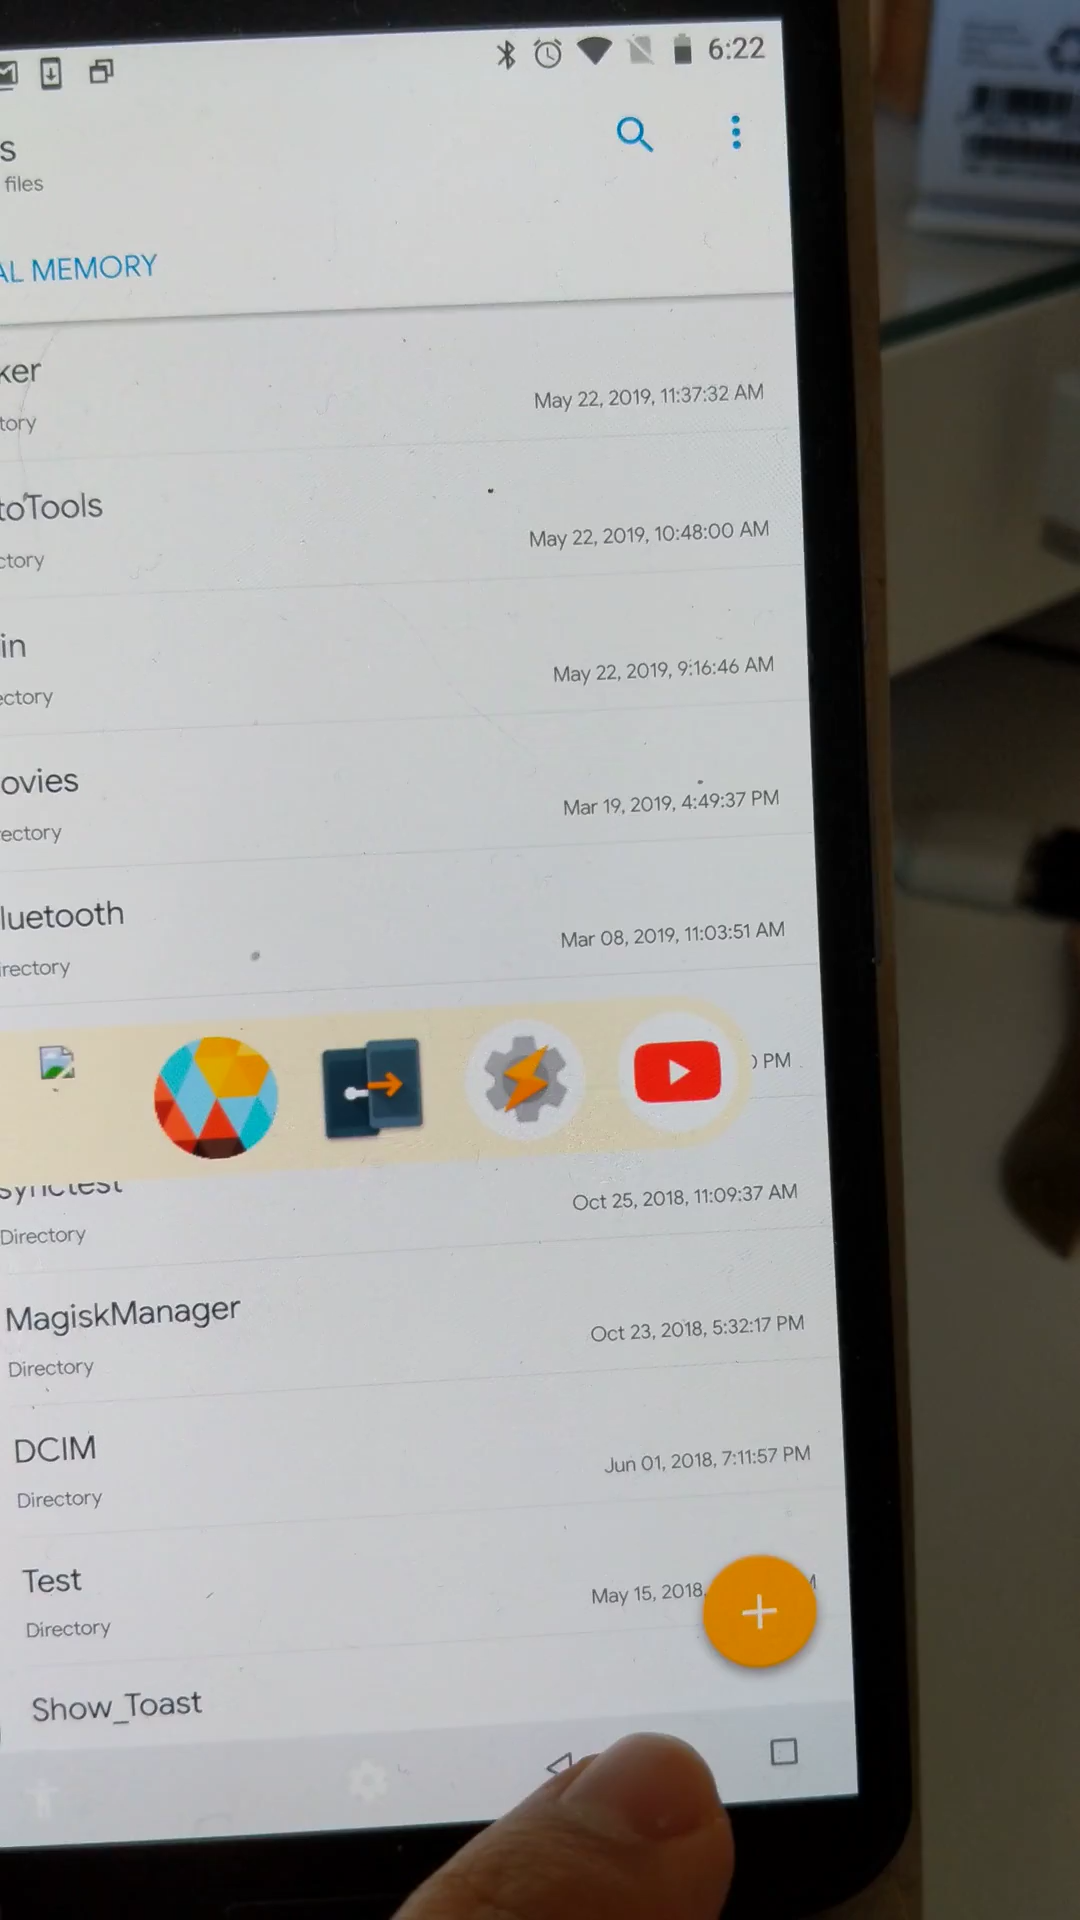 6:22
s
files
AL MEMORY
ker
tory
May 22, 2019, 11:37:32 AM
toTools
ctory
May 22, 2019, 10:48:00 AM
in
ectory
May 22, 2019, 9:16:46 AM
ovies
ectory
Mar 19, 2019, 4:49:37 PM
luetooth
irectory
Mar 08, 2019, 11:03:51 AM
PM
synctest
Directory
Oct 25, 2018, 11:09:37 AM
MagiskManager
Directory
Oct 23, 2018, 5:32:17 PM
DCIM
Directory
Jun 01, 2018, 7:11:57 PM
Test
Directory
May 15, 2018,
Show_Toast